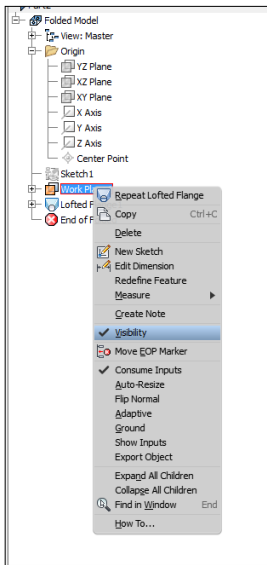 Folded Model
View: Master
Origin
YZ Plane
XZ Plane
XY Plane
X Axis
Y Axis
Z Axis
Center Point
Sketch1
Work
Repeat Lofted Flange
Lofted
Copy Ctrl+C
End of
Delete
New Sketch
Edit Dimension
Redefine Feature
Measure
Create Note
Visibility
Move EOP Marker
Consume Inputs
Auto-Resize
Flip Normal
Adaptive
Ground
Show Inputs
Export Object
Expand All Children
Collapse All Children
Find in Window End
How To...